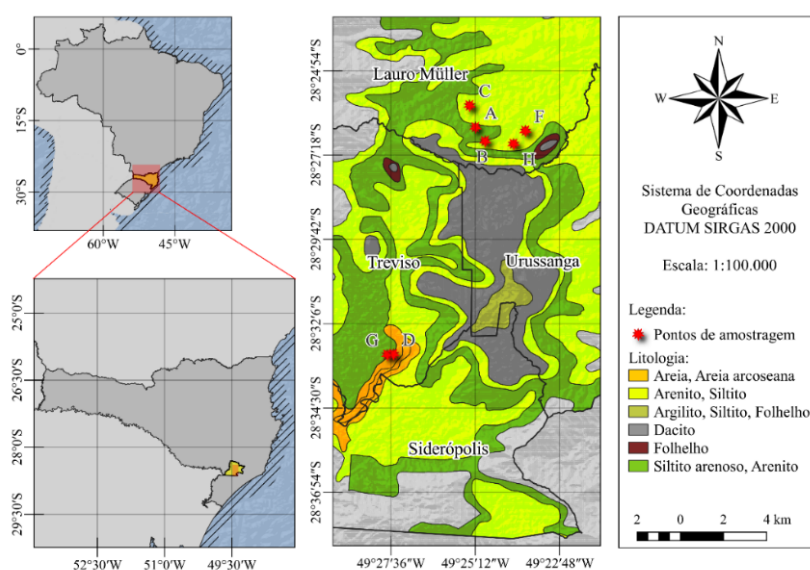 0°
15°S
30°S
60°W
45°W
25°S
26°30'S
28°0'S
29°30'S
52°30'W
51°0'W
49°30'W
28°24'54"S
28°27'18"S
28°29'42"S
28°32'6"S
28°34'30"S
28°36'54"S
Lauro Müller
C
A
F
B
H
Treviso
Urussanga
G
D
Siderópolis
49°27'36"W
49°25'12"W
49°22'48"W
N
W
E
S
Sistema de Coordenadas
Geográficas
DATUM SIRGAS 2000
Escala: 1:100.000
Legenda:
Pontos de amostragem
Litologia:
Areia, Areia arcoseana
Arenito, Siltito
Argilito, Siltito, Folhelho
Dacito
Folhelho
Siltito arenoso, Arenito
2 0 2 4 km